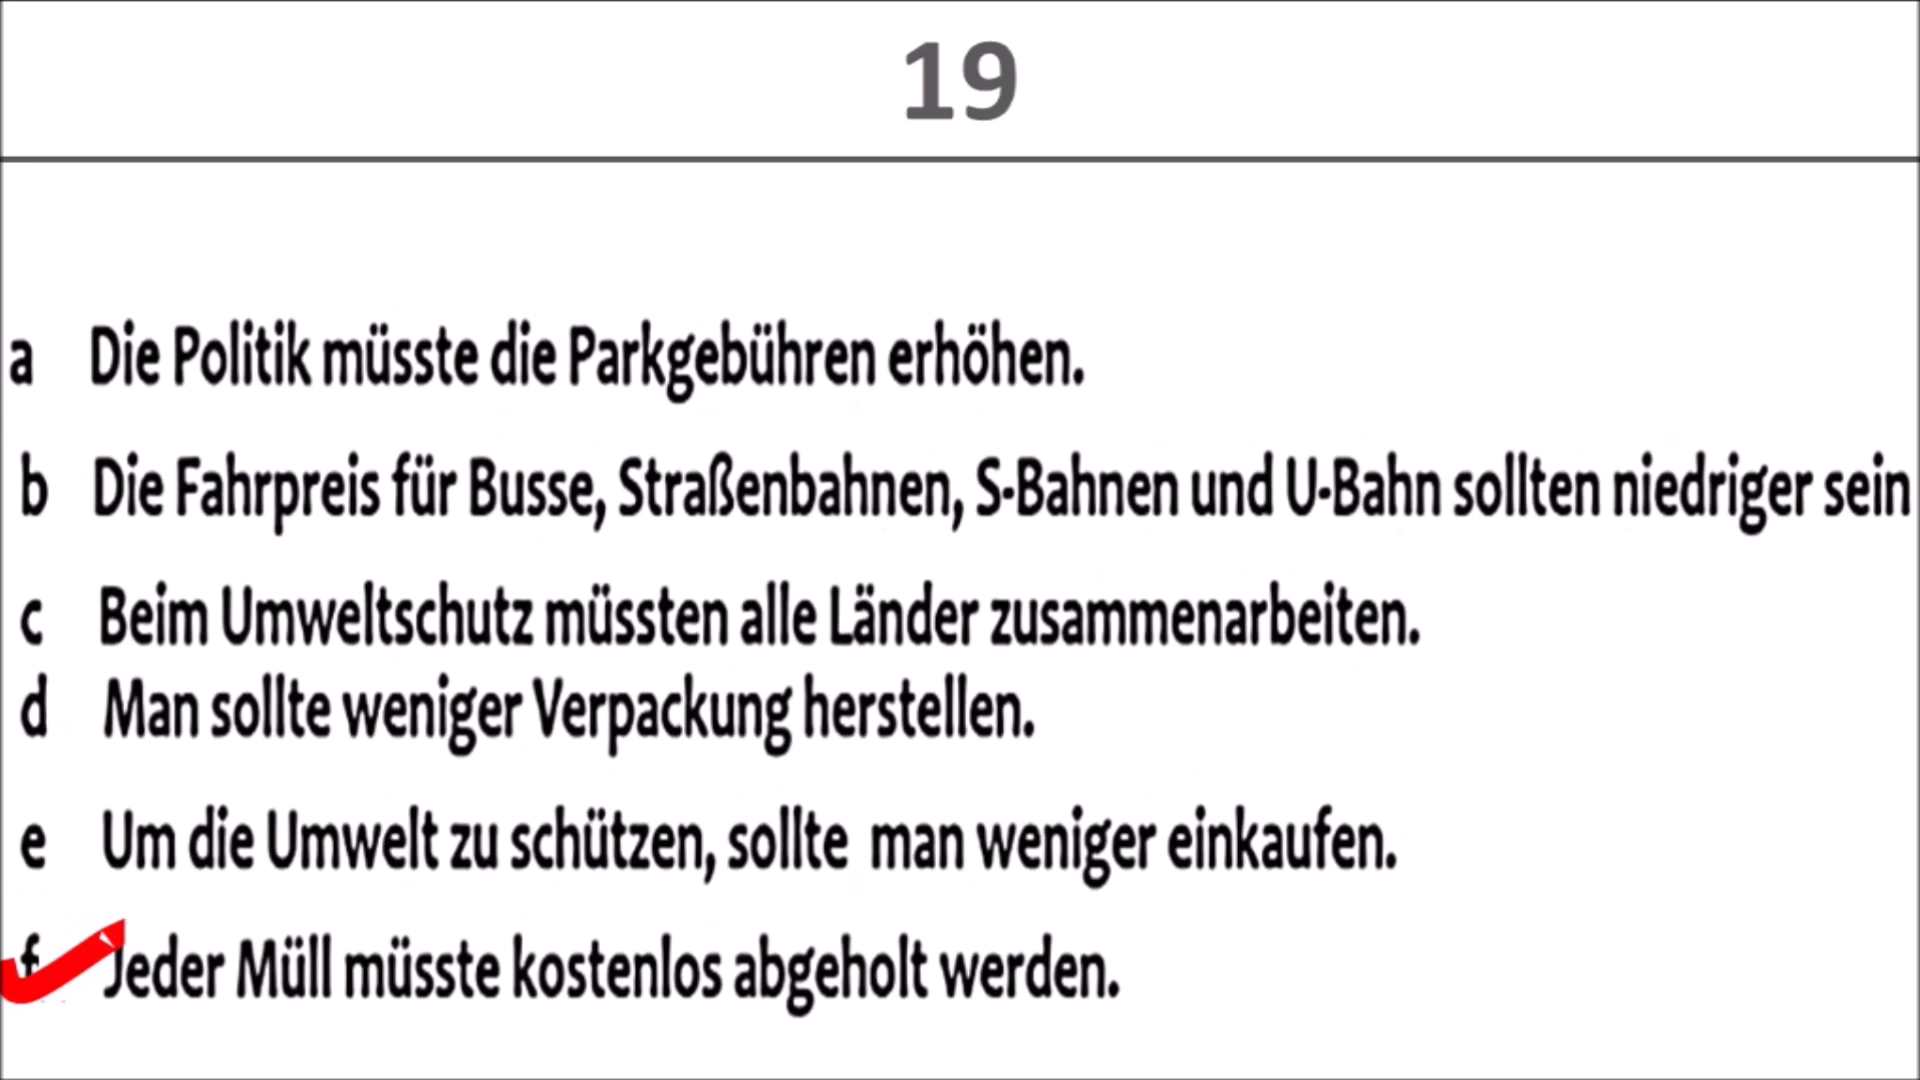 19
a Die Politik müsste die Parkgebühren erhöhen.
b Die Fahrpreis für Busse, Straßenbahnen, S-Bahnen und U-Bahn sollten niedriger sein
c Beim Umweltschutz müssten alle Länder zusammenarbeiten.
d Man sollte weniger Verpackung herstellen.
e Um die Umwelt zu schützen, sollte man weniger einkaufen.
f Jeder Müll müsste kostenlos abgeholt werden.